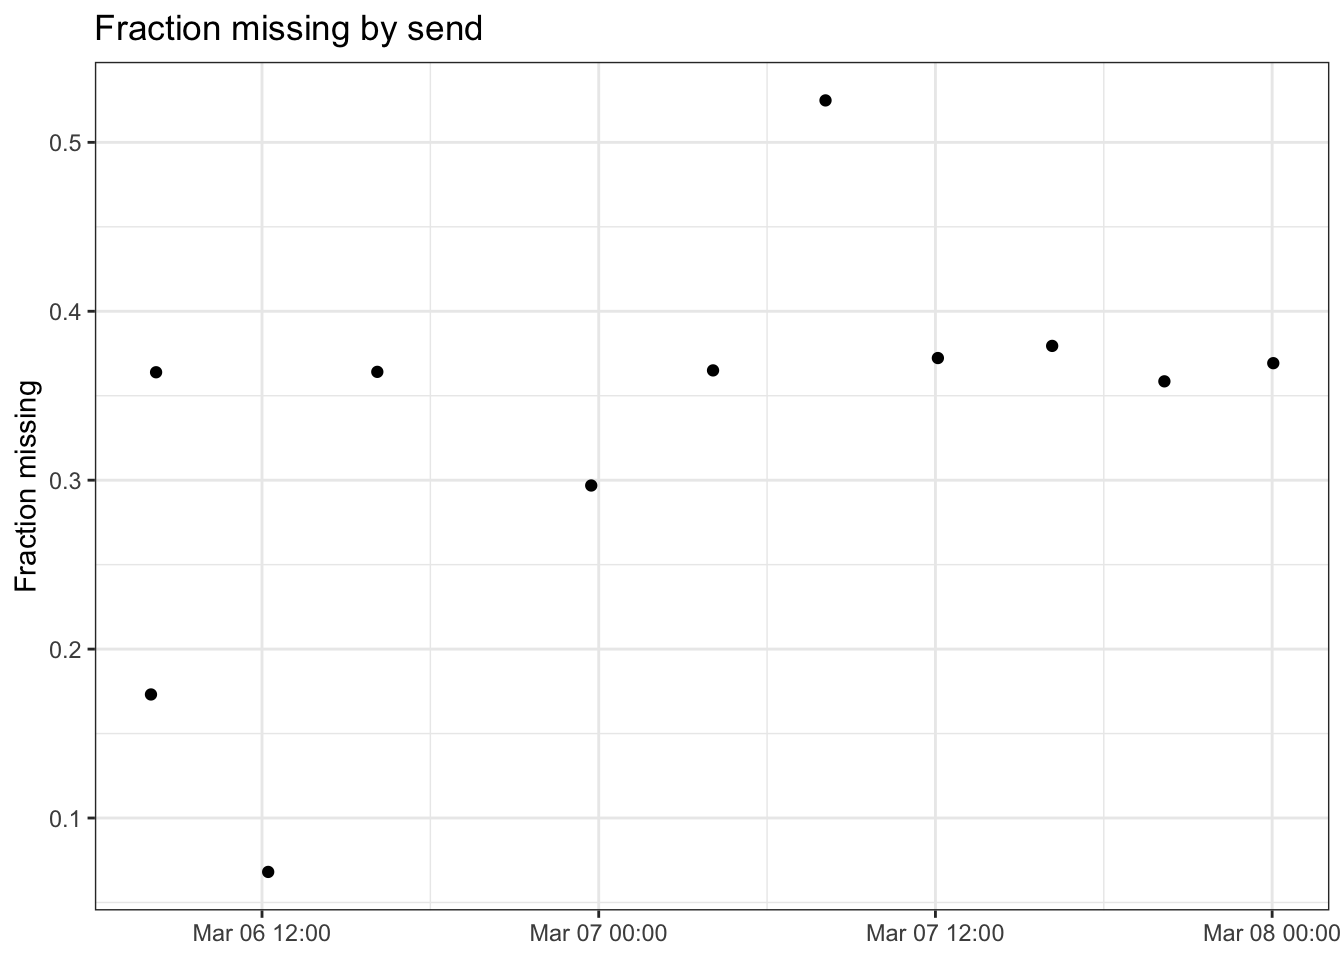 Fraction missing by send
Fraction missing
0.5
0.4
0.3
0.2
0.1
Mar 06 12:00
Mar 07 00:00
Mar 07 12:00
Mar 08 00:00